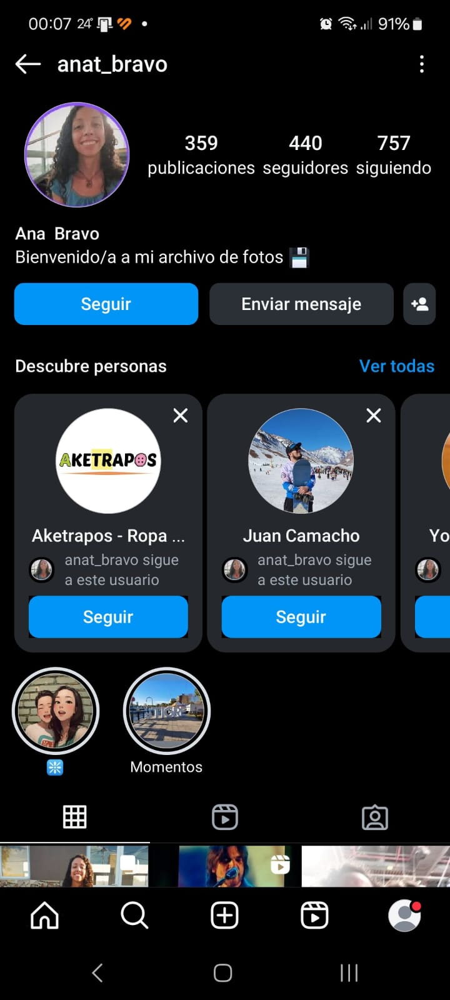 00:07 24° 91%
anat_bravo
359 440 757
publicaciones seguidores siguiendo
Ana Bravo
Bienvenido/a a mi archivo de fotos 💾
Seguir Enviar mensaje
Descubre personas Ver todas
AKETRAPOS
Aketrapos - Ropa ... Juan Camacho Yo
anat_bravo sigue anat_bravo sigue
a este usuario a este usuario
Seguir Seguir
TIGRE
Momentos